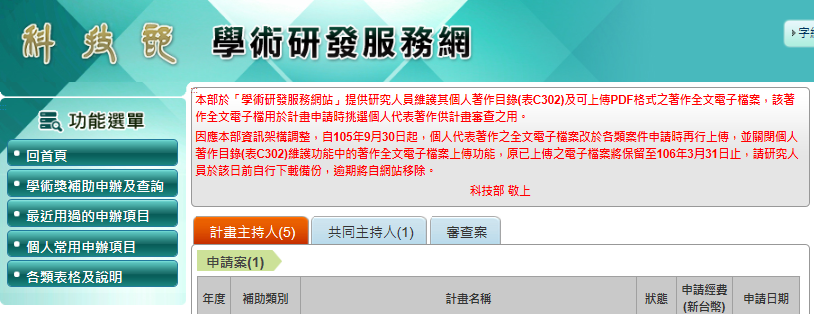 科技部 學術研發服務網
字級
功能選單
回首頁
學術獎補助申辦及查詢
最近用過的申辦項目
個人常用申辦項目
各類表格及說明
本部於「學術研發服務網站」提供研究人員維護其個人著作目錄(表C302)及可上傳PDF格式之著作全文電子檔案，該著
作全文電子檔用於計畫申請時挑選個人代表著作供計畫審查之用。
因應本部資訊架構調整，自105年9月30日起，個人代表著作之全文電子檔案改於各類案件申請時再行上傳，並關閉個人
著作目錄(表C302)維護功能中的著作全文電子檔案上傳功能，原已上傳之電子檔案將保留至106年3月31日止，請研究人
員於該日前自行下載備份，逾期將自網站移除。
科技部 敬上
計畫主持人(5) 共同主持人(1) 審查案
申請案(1)
年度 補助類別 計畫名稱 狀態 申請經費 申請日期
(新台幣)